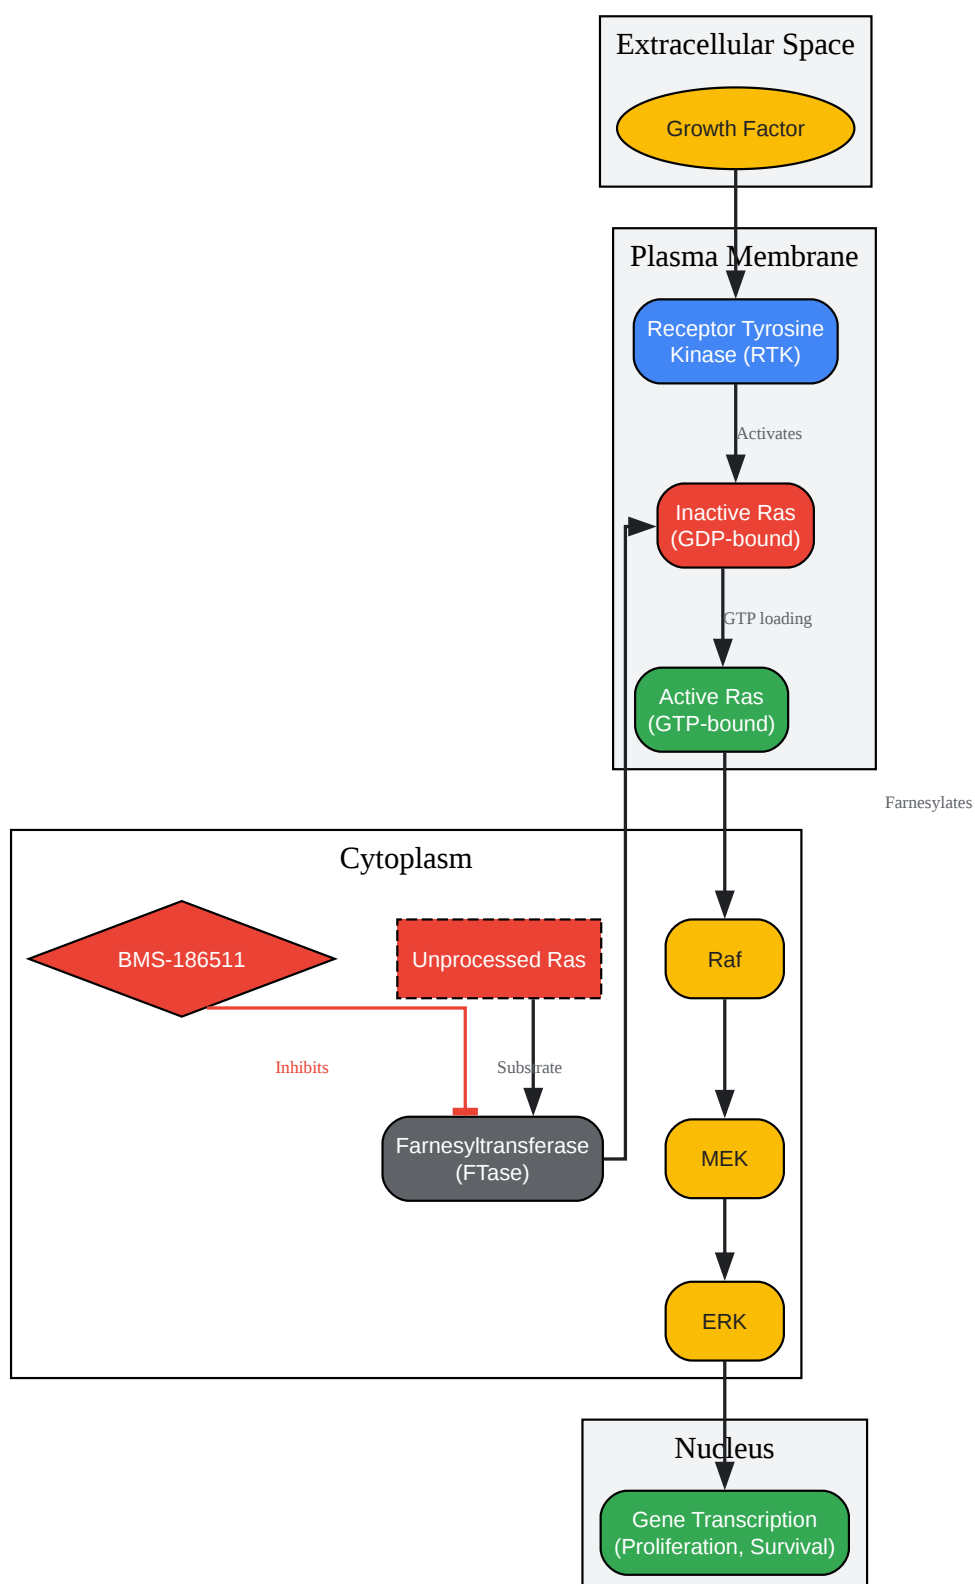 Extracellular Space
Growth Factor
Plasma Membrane
Receptor Tyrosine
Kinase (RTK)
Activates
Inactive Ras
(GDP-bound)
GTP loading
Active Ras
(GTP-bound)
Farnesylates
Cytoplasm
BMS-186511
Unprocessed Ras
Raf
Inhibits
Substrate
Farnesyltransferase
(FTase)
MEK
ERK
Nucleus
Gene Transcription
(Proliferation, Survival)